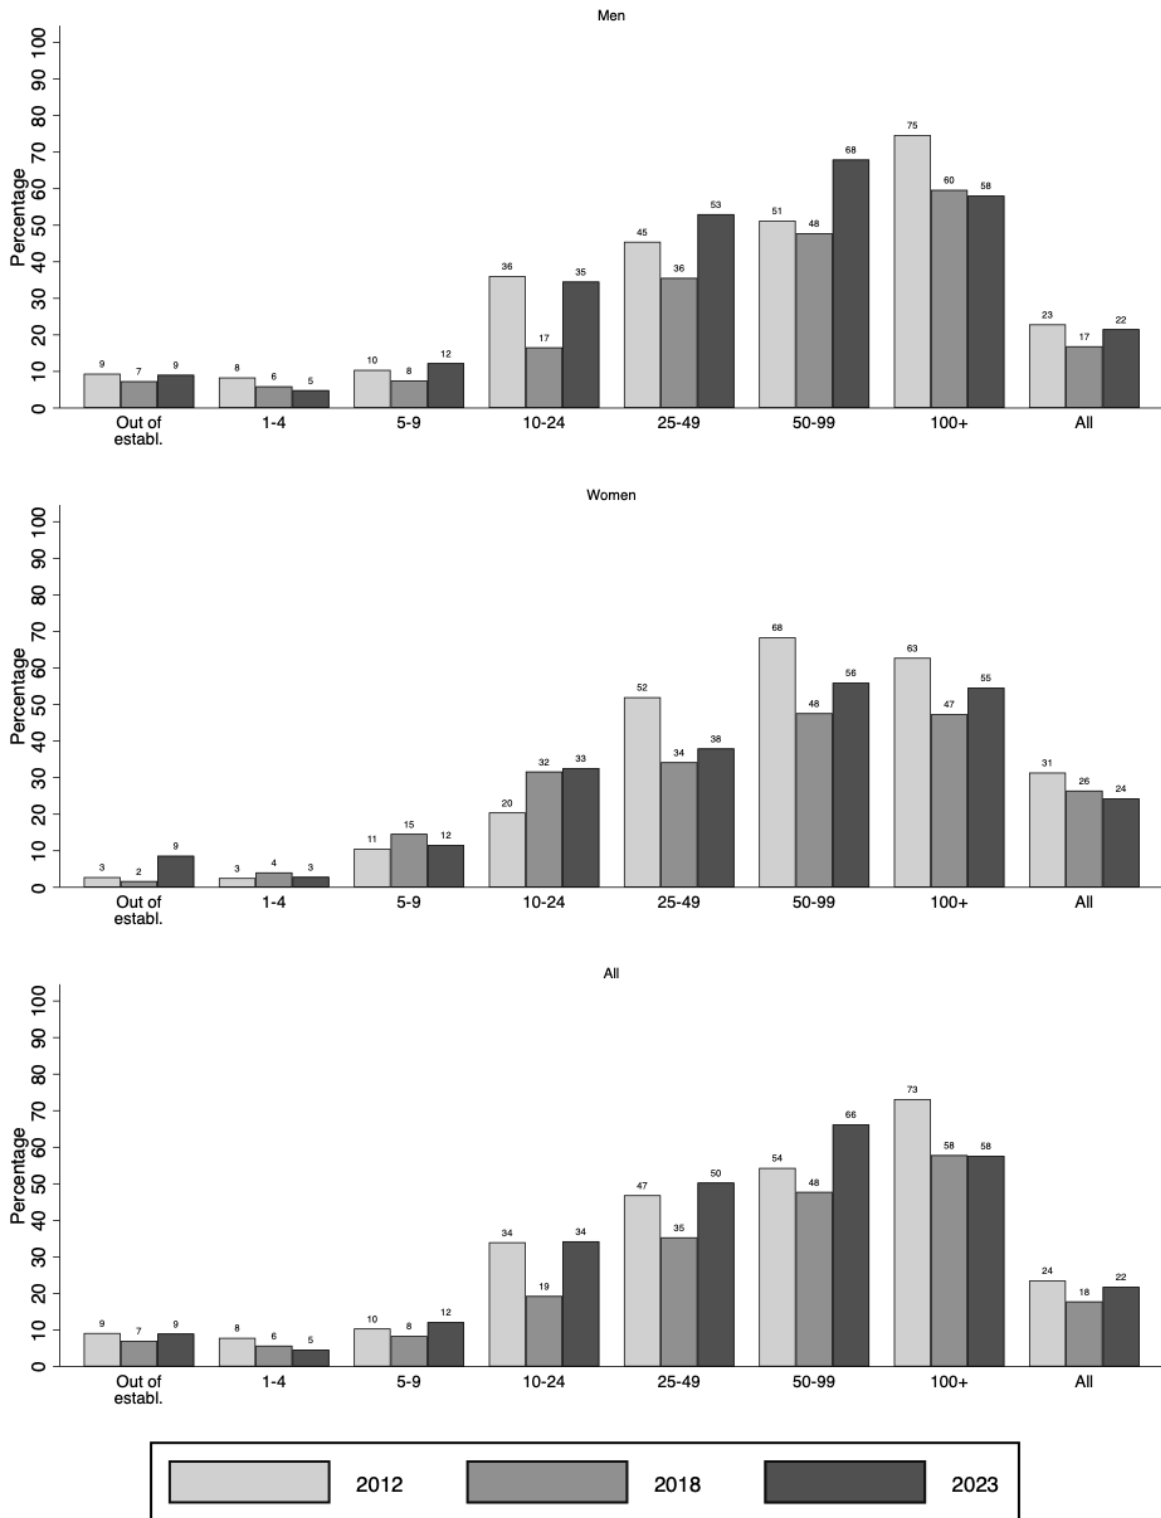 Men
Percentage
0 10 20 30 40 50 60 70 80 90 100
9 7 9 8 6 5 10 8 12 36 17 35 45 36 53 51 48 68 75 60 58 23 17 22
Out of establ. 1-4 5-9 10-24 25-49 50-99 100+ All
Women
Percentage
0 10 20 30 40 50 60 70 80 90 100
3 2 9 3 4 3 11 15 12 20 32 33 52 34 38 68 48 56 63 47 55 31 26 24
Out of establ. 1-4 5-9 10-24 25-49 50-99 100+ All
All
Percentage
0 10 20 30 40 50 60 70 80 90 100
9 7 9 8 6 5 10 8 12 34 19 34 47 35 50 54 48 66 73 58 58 24 18 22
Out of establ. 1-4 5-9 10-24 25-49 50-99 100+ All
2012 2018 2023